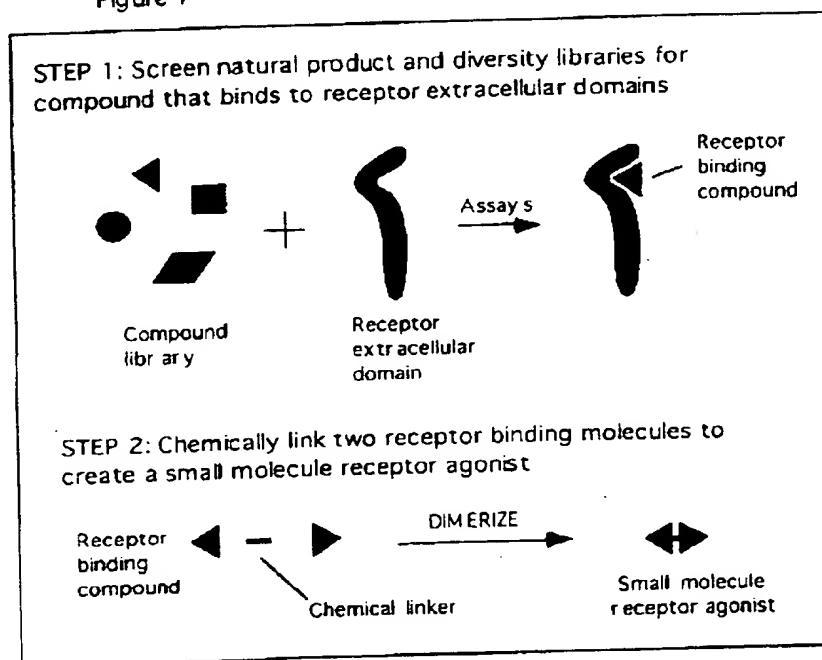 Figure
STEP 1: Screen natural product and diversity libraries for
compound that binds to receptor extracellular domains
Receptor
binding
compound
Assays
Compound
library
Receptor
extracellular
domain
STEP 2: Chemically link two receptor binding molecules to
create a small molecule receptor agonist
Receptor
binding
compound
DIMERIZE
Chemical linker
Small molecule
receptor agonist